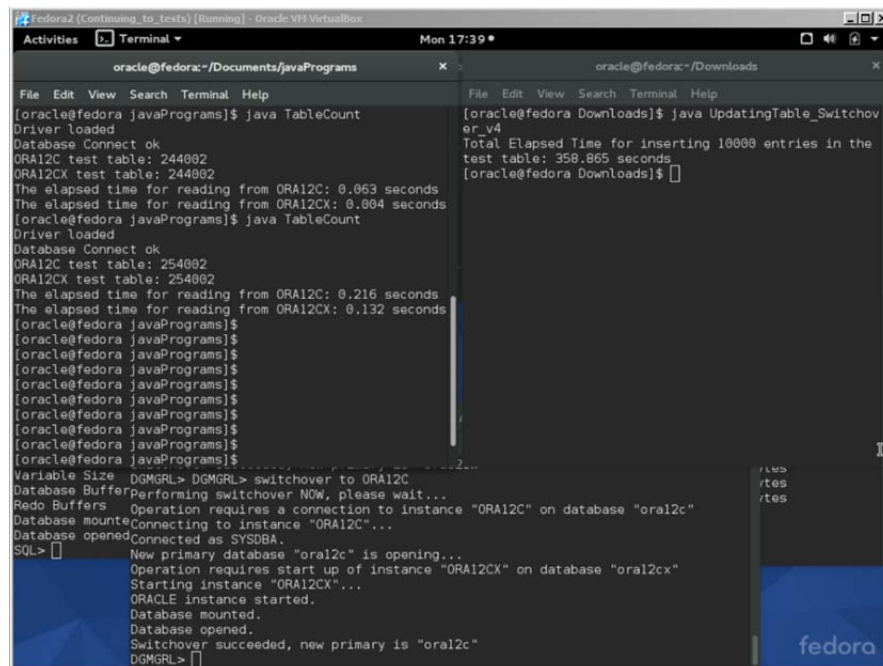 Fedora2 (Continuing_to_tests) [Running] - Oracle VM VirtualBox
Activities Terminal Mon 17:39
oracle@fedora:~/Documents/javaPrograms
File Edit View Search Terminal Help
[oracle@fedora javaPrograms]$ java TableCount
Driver loaded
Database Connect ok
ORA12C test table: 244002
ORA12CX test table: 244002
The elapsed time for reading from ORA12C: 0.063 seconds
The elapsed time for reading from ORA12CX: 0.004 seconds
[oracle@fedora javaPrograms]$ java TableCount
Driver loaded
Database Connect ok
ORA12C test table: 254002
ORA12CX test table: 254002
The elapsed time for reading from ORA12C: 0.216 seconds
The elapsed time for reading from ORA12CX: 0.132 seconds
[oracle@fedora javaPrograms]$
[oracle@fedora javaPrograms]$
[oracle@fedora javaPrograms]$
[oracle@fedora javaPrograms]$
[oracle@fedora javaPrograms]$
[oracle@fedora javaPrograms]$
[oracle@fedora javaPrograms]$
[oracle@fedora javaPrograms]$
[oracle@fedora javaPrograms]$
oracle@fedora:~/Downloads
File Edit View Search Terminal Help
[oracle@fedora Downloads]$ java UpdatingTable_Switchov
er_v4
Total Elapsed Time for inserting 10000 entries in the
test table: 358.865 seconds
[oracle@fedora Downloads]$
Variable Size
Database Buffer
Redo Buffers
Database mounte
Database opened
SQL>
DGMGRL> DGMGRL> switchover to ORA12C
Performing switchover NOW, please wait...
Operation requires a connection to instance "ORA12C" on database "ora12c"
Connecting to instance "ORA12C"...
Connected as SYSDBA.
New primary database "ora12c" is opening...
Operation requires start up of instance "ORA12CX" on database "ora12cx"
Starting instance "ORA12CX"...
ORACLE instance started.
Database mounted.
Database opened.
Switchover succeeded, new primary is "ora12c"
DGMGRL>
ytes
ytes
ytes
fedora